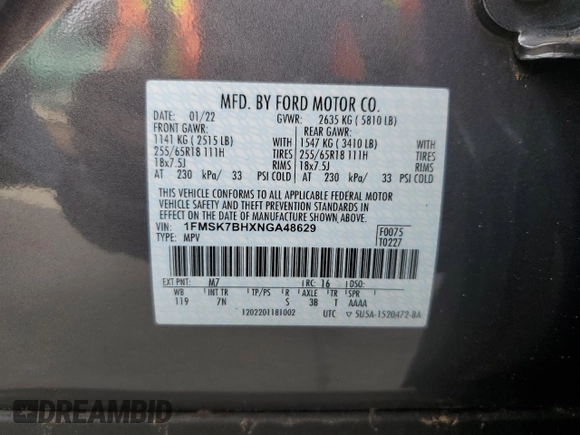 MFD. BY FORD MOTOR CO.
DATE: 01/22 GVWR: 2635 KG ( 5810 LB)
FRONT GAWR: REAR GAWR:
1141 KG ( 2515 LB) WITH 1547 KG ( 3410 LB) WITH
255/65R18 111H TIRES 255/65R18 111H TIRES
18x7.5J RIMS 18x7.5J RIMS
AT 230 kPa/ 33 PSI COLD AT 230 kPa/ 33 PSI COLD
THIS VEHICLE CONFORMS TO ALL APPLICABLE FEDERAL MOTOR
VEHICLE SAFETY AND THEFT PREVENTION STANDARDS IN
EFFECT ON THE DATE OF MANUFACTURE SHOWN ABOVE.
VIN: 1FMSK7BHXNGA48629 F0075
TYPE: MPV T0227
EXT PNT: M7 RC: 16 DSO:
WB INT TR TP/PS R AXLE TR SPR
119 7N S 3B T AAAA
1202201181002 UTC ▽ 5U5A-1520472-BA
DREAMBID